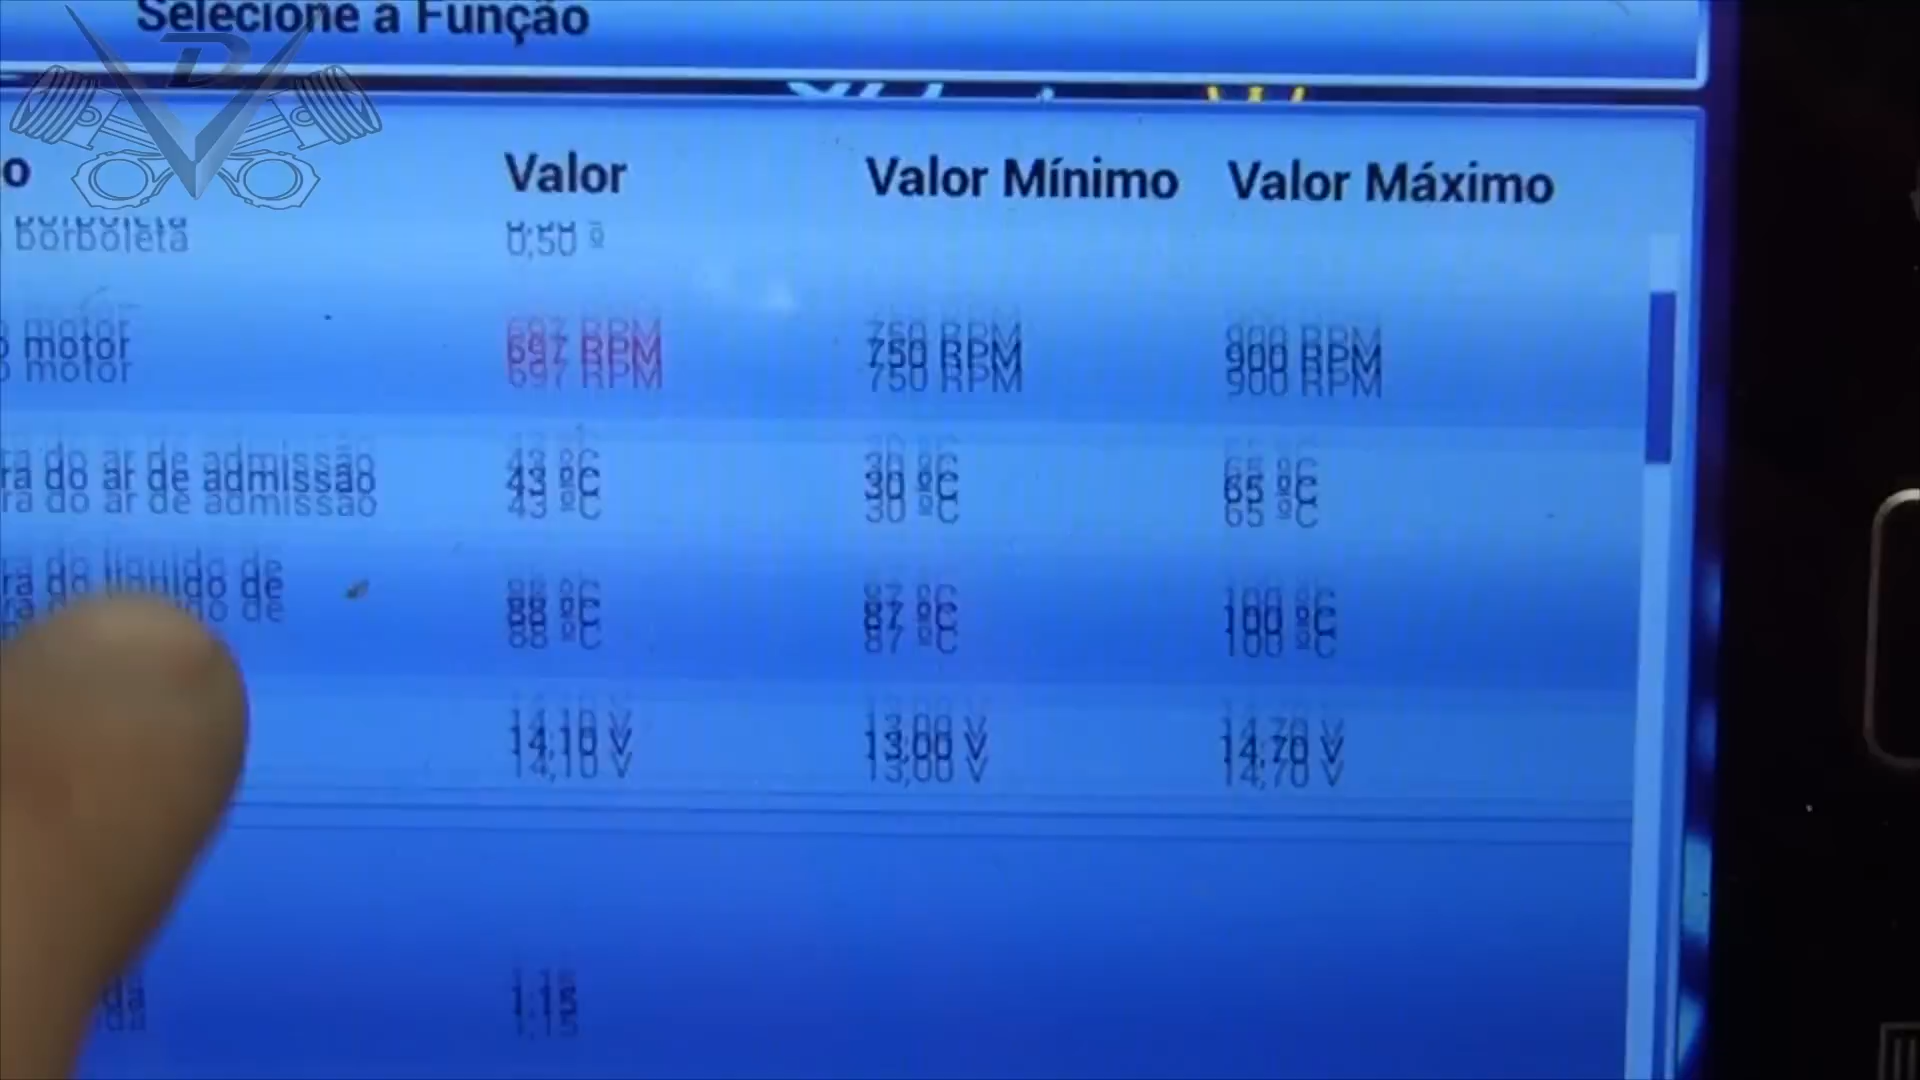 Selecione a Função
o Valor Valor Mínimo Valor Máximo
borboleta 0,50 º
o motor 697 RPM 750 RPM 900 RPM
ra do ar de admissão 43 ºC 30 ºC 65 ºC
ra do líquido de 88 ºC 87 ºC 100 ºC
14,10 V 13,00 V 14,70 V
da 1,15
DV